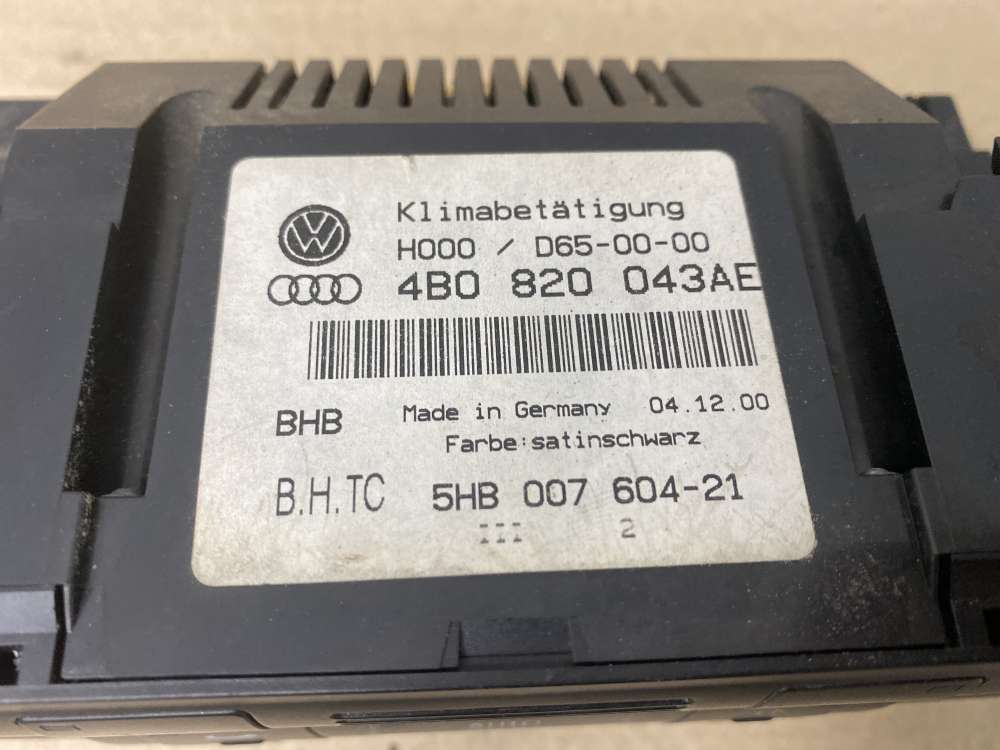 Klimabetätigung
H000 / D65-00-00
4B0 820 043AE
BHB Made in Germany 04.12.00
Farbe:satinschwarz
B.H.TC 5HB 007 604-21
III 2
AUTO